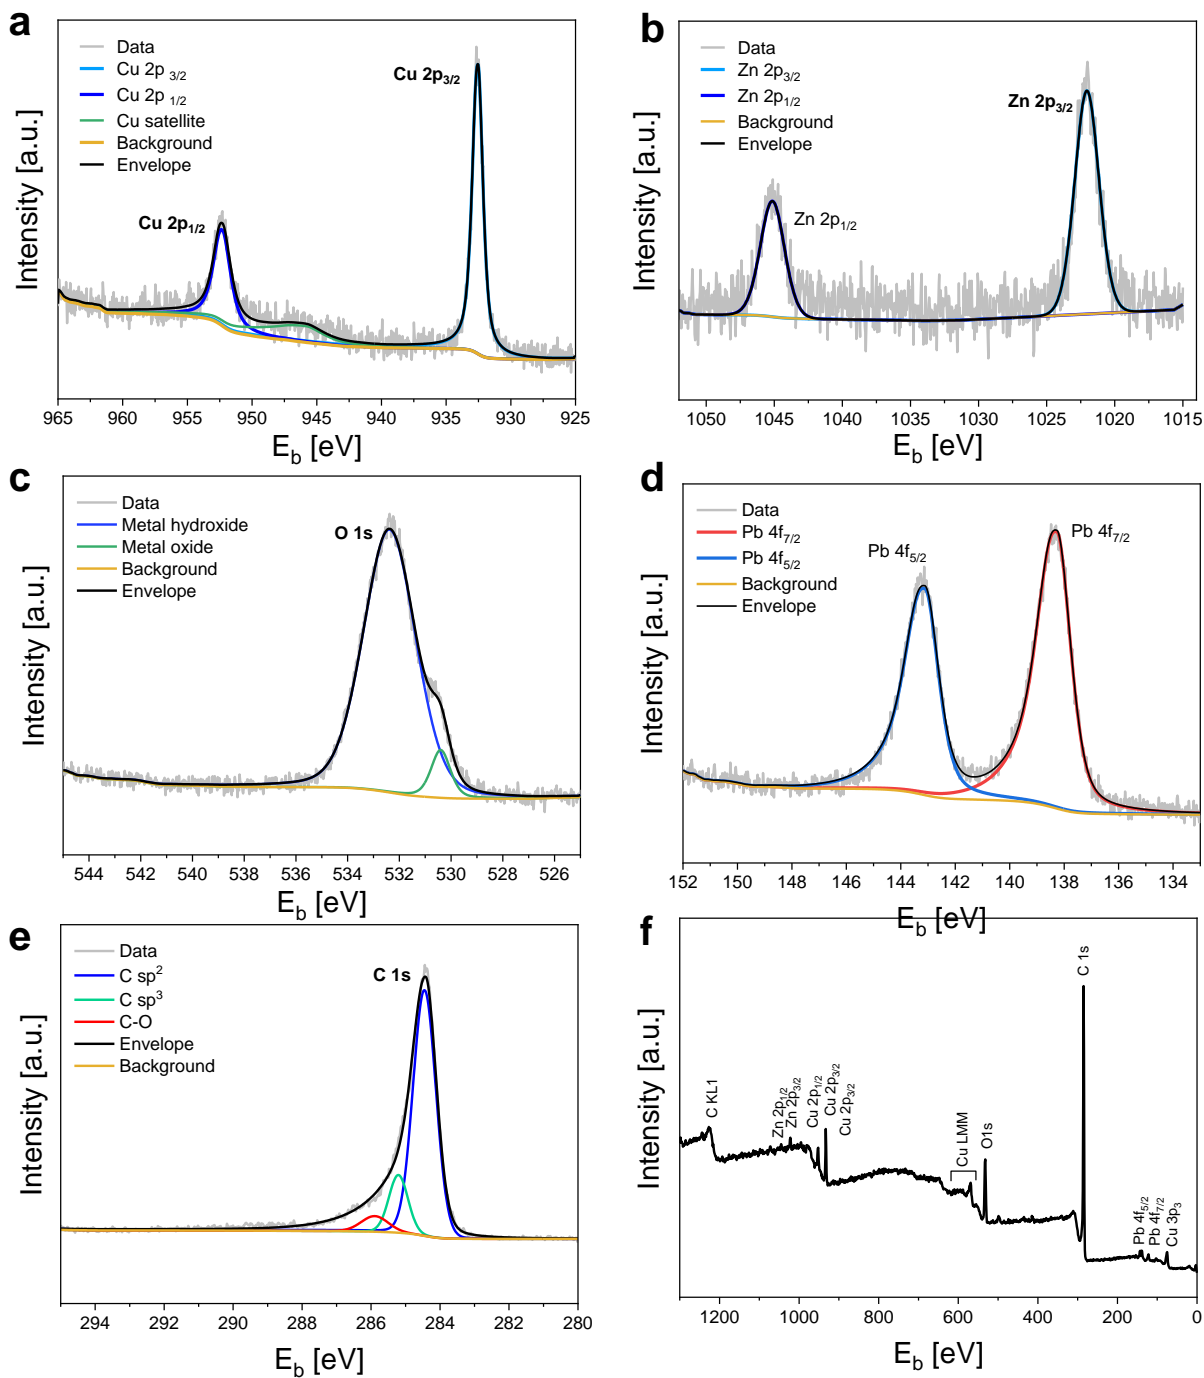 a
Data
Cu 2p 3/2
Cu 2p 1/2
Cu satellite
Background
Envelope
Cu 2p3/2
Cu 2p1/2
Intensity [a.u.]
965 960 955 950 945 940 935 930 925
Eb [eV]
b
Data
Zn 2p3/2
Zn 2p1/2
Background
Envelope
Zn 2p3/2
Zn 2p1/2
Intensity [a.u.]
1050 1045 1040 1035 1030 1025 1020 1015
Eb [eV]
c
Data
Metal hydroxide
Metal oxide
Background
Envelope
O 1s
Intensity [a.u.]
544 542 540 538 536 534 532 530 528 526
Eb [eV]
d
Data
Pb 4f7/2
Pb 4f5/2
Background
Envelope
Pb 4f5/2
Pb 4f7/2
Intensity [a.u.]
152 150 148 146 144 142 140 138 136 134
Eb [eV]
e
Data
C sp2
C sp3
C-O
Envelope
Background
C 1s
Intensity [a.u.]
294 292 290 288 286 284 282 280
Eb [eV]
f
C KL1
Zn 2p1/2
Zn 2p3/2
Cu 2p1/2
Cu 2p3/2
Cu 2p3/2
Cu LMM
O1s
C 1s
Pb 4f5/2
Pb 4f7/2
Cu 3p3
Intensity [a.u.]
1200 1000 800 600 400 200 0
Eb [eV]